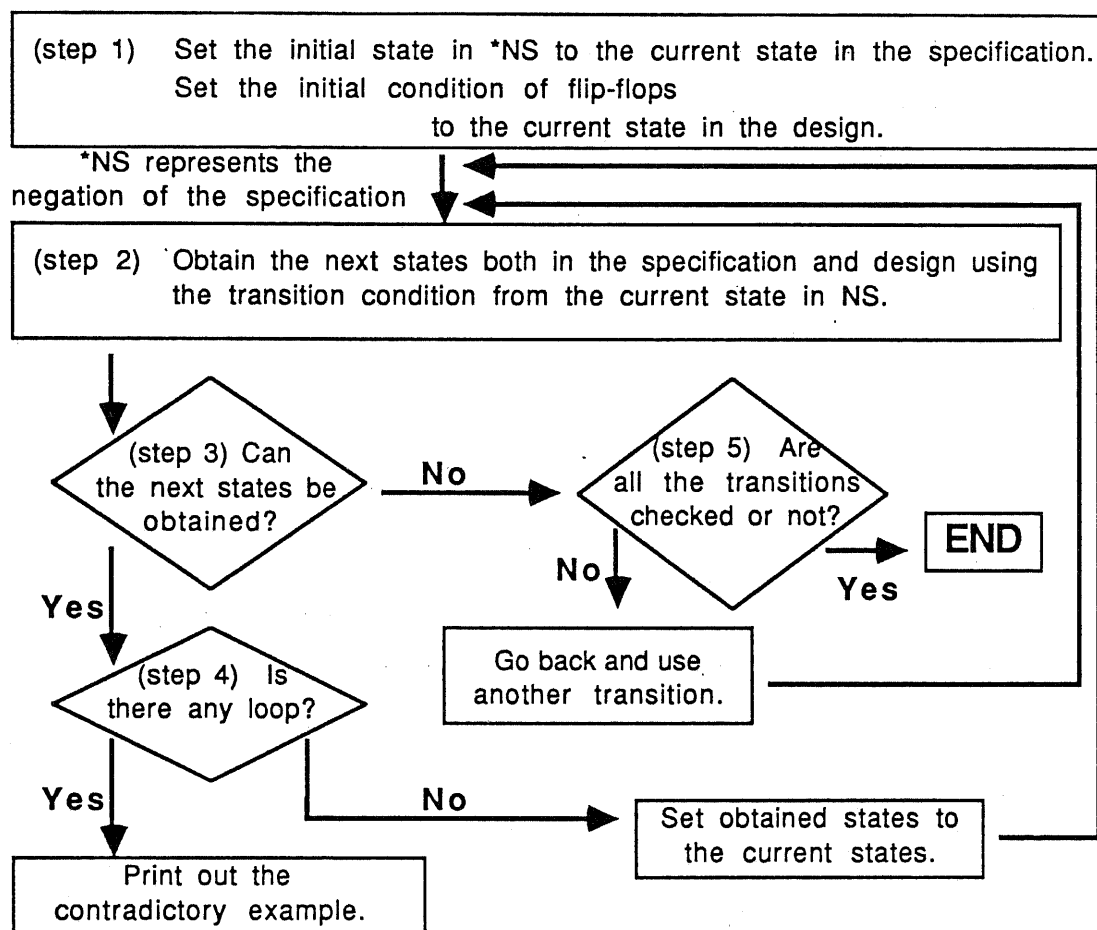 (step 1) Set the initial state in *NS to the current state in the specification.
Set the initial condition of flip-flops
to the current state in the design.
*NS represents the
negation of the specification
(step 2) Obtain the next states both in the specification and design using
the transition condition from the current state in NS.
(step 3) Can
the next states be
obtained?
No
(step 5) Are
all the transitions
checked or not?
END
No
Yes
Yes
Go back and use
another transition.
(step 4) Is
there any loop?
Yes
No
Set obtained states to
the current states.
Print out the
contradictory example.